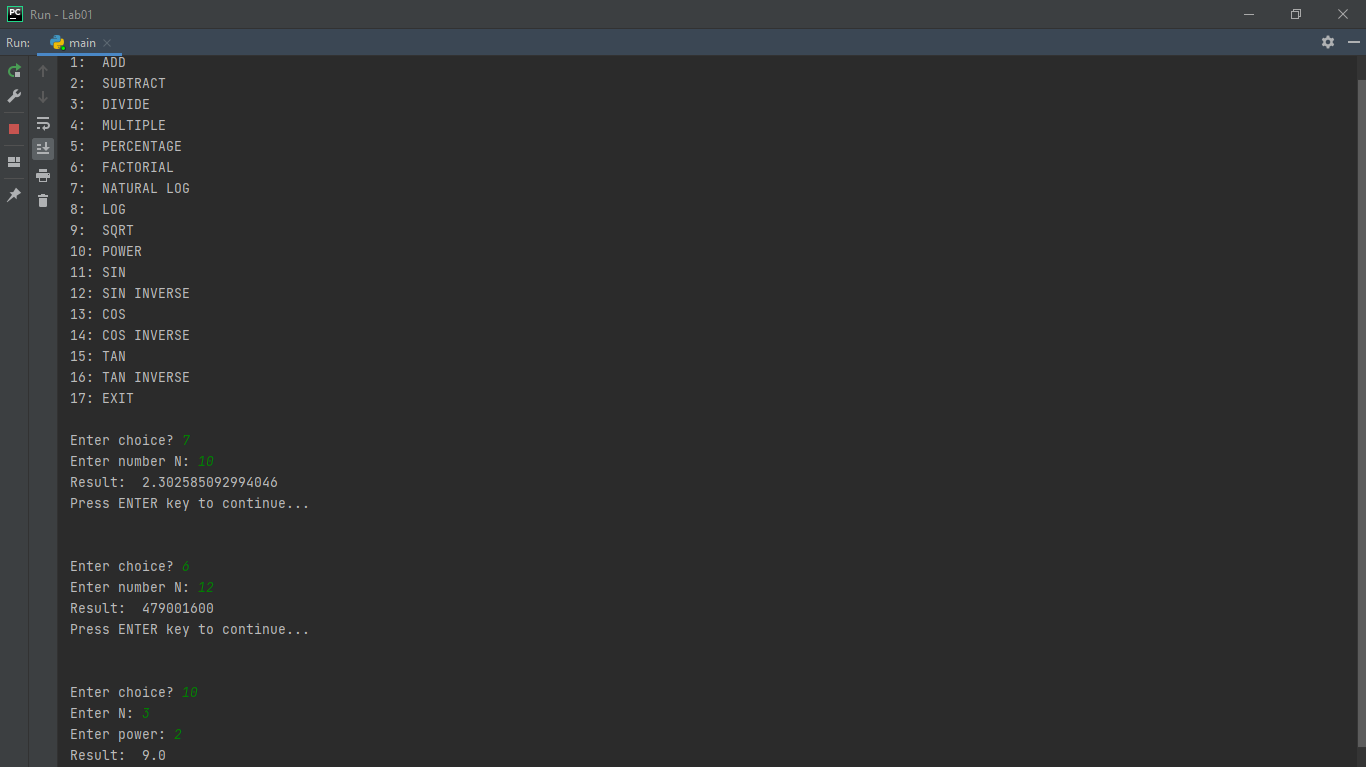 PC Run - Lab01
Run: main
1:  ADD
2:  SUBTRACT
3:  DIVIDE
4:  MULTIPLE
5:  PERCENTAGE
6:  FACTORIAL
7:  NATURAL LOG
8:  LOG
9:  SQRT
10: POWER
11: SIN
12: SIN INVERSE
13: COS
14: COS INVERSE
15: TAN
16: TAN INVERSE
17: EXIT
Enter choice? 7
Enter number N: 10
Result:  2.302585092994046
Press ENTER key to continue...
Enter choice? 6
Enter number N: 12
Result:  479001600
Press ENTER key to continue...
Enter choice? 10
Enter N: 3
Enter power: 2
Result:  9.0